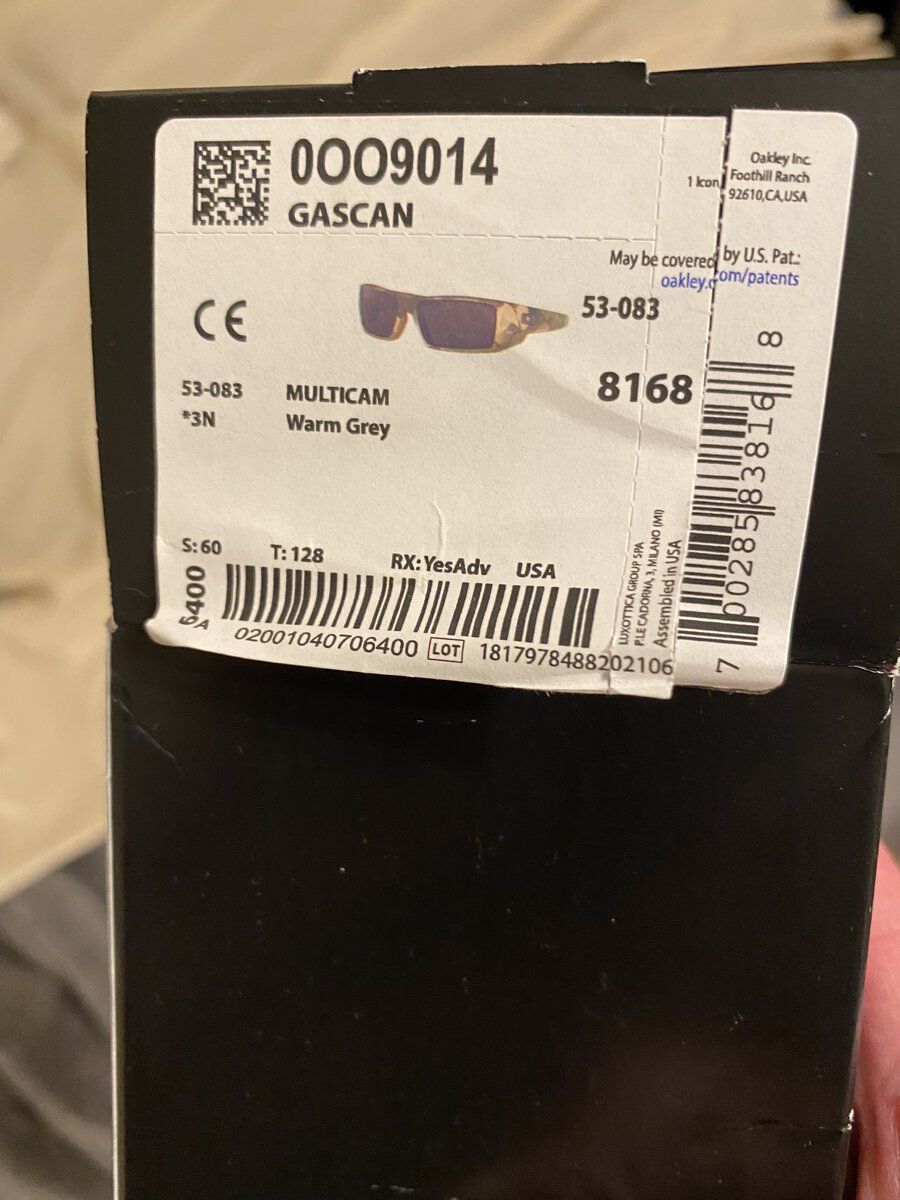 0OO9014
GASCAN
Oakley Inc.
1 Icon, Foothill Ranch
92610,CA,USA
May be covered by U.S. Pat.:
oakley.com/patents
53-083
CE
53-083 MULTICAM
*3N Warm Grey
8168
S: 60 T: 128 RX: YesAdv USA
6400
02001040706400 LOT 1817978488202106
LUXOTTICA GROUP SPA
P.LE CADORNA, 3, MILANO (MI)
Assembled in USA
7 00285 83816 8